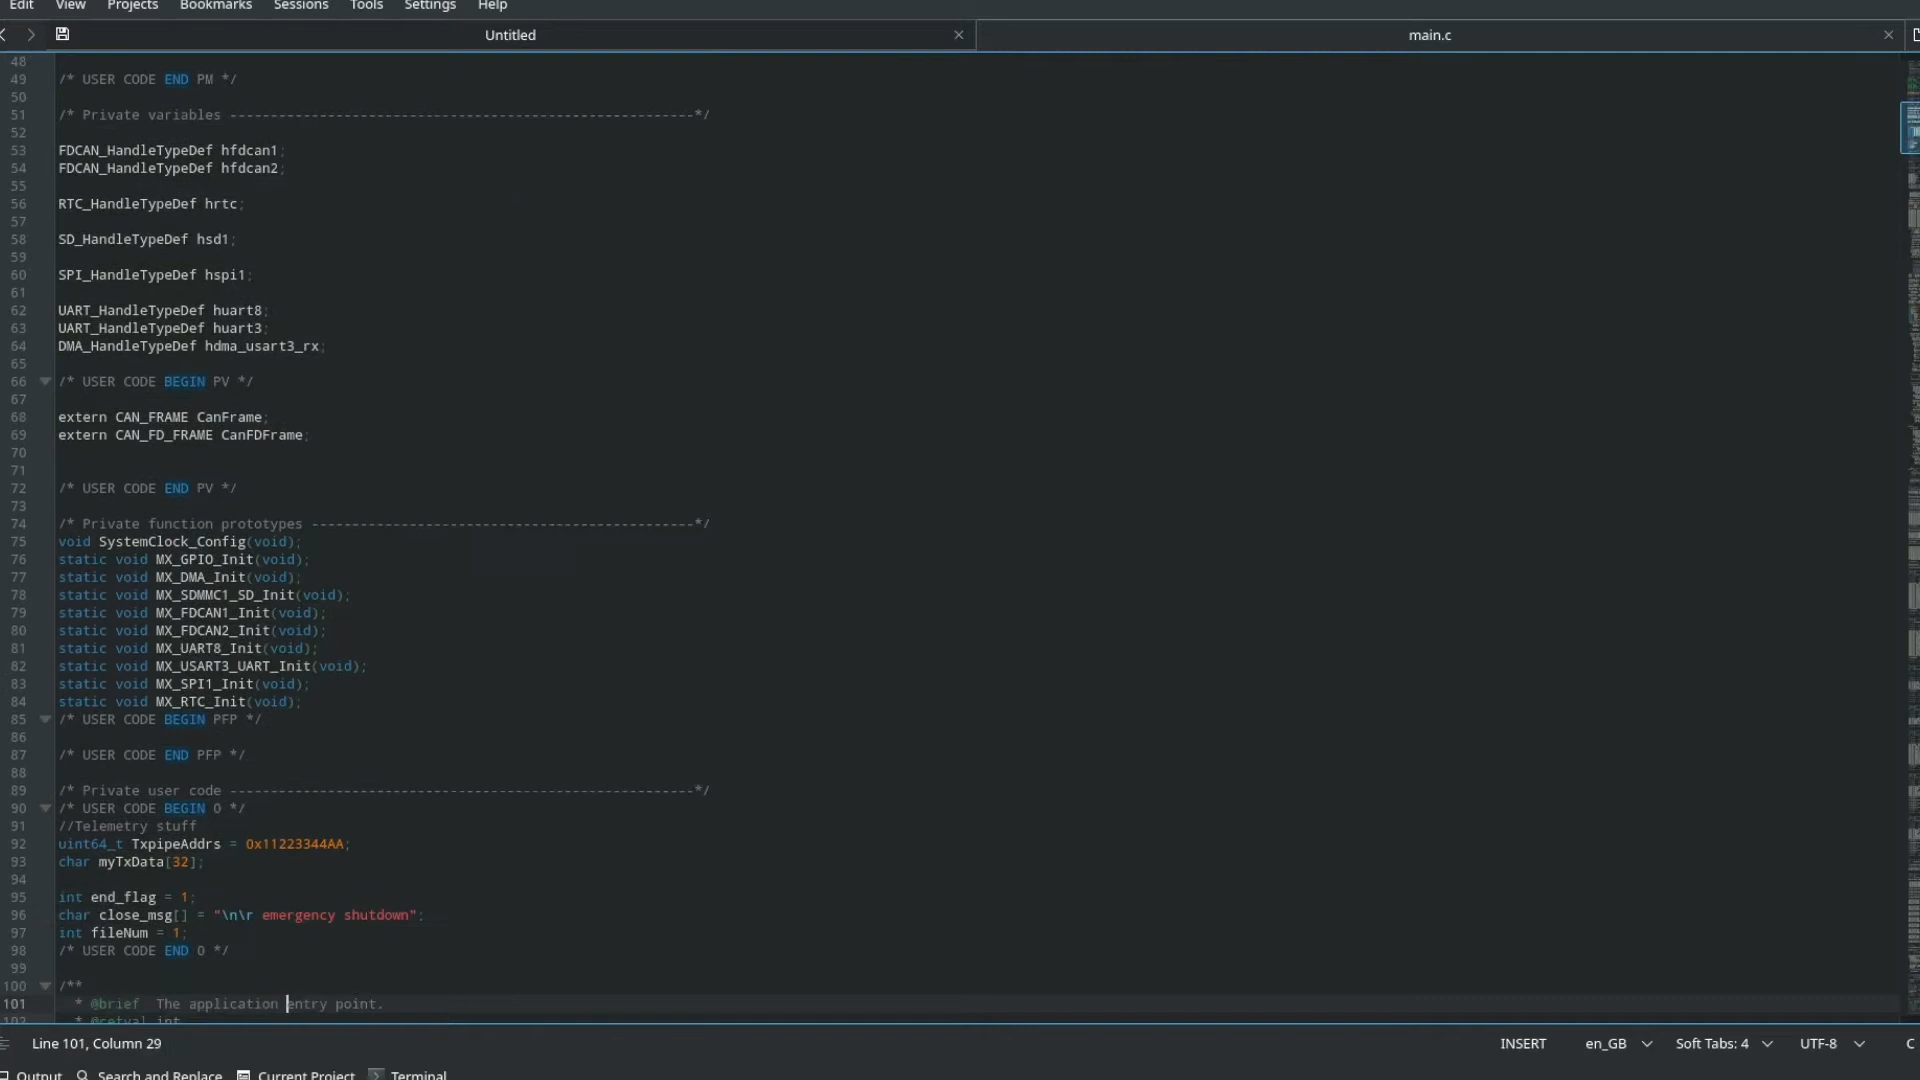 Edit View Projects Bookmarks Sessions Tools Settings Help
Untitled main.c
48
49 /* USER CODE END PM */
50
51 /* Private variables ---------------------------------------------------------*/
52
53 FDCAN_HandleTypeDef hfdcan1;
54 FDCAN_HandleTypeDef hfdcan2;
55
56 RTC_HandleTypeDef hrtc;
57
58 SD_HandleTypeDef hsd1;
59
60 SPI_HandleTypeDef hspi1;
61
62 UART_HandleTypeDef huart8;
63 UART_HandleTypeDef huart3;
64 DMA_HandleTypeDef hdma_usart3_rx;
65
66 /* USER CODE BEGIN PV */
67
68 extern CAN_FRAME CanFrame;
69 extern CAN_FD_FRAME CanFDFrame;
70
71
72 /* USER CODE END PV */
73
74 /* Private function prototypes -----------------------------------------------*/
75 void SystemClock_Config(void);
76 static void MX_GPIO_Init(void);
77 static void MX_DMA_Init(void);
78 static void MX_SDMMC1_SD_Init(void);
79 static void MX_FDCAN1_Init(void);
80 static void MX_FDCAN2_Init(void);
81 static void MX_UART8_Init(void);
82 static void MX_USART3_UART_Init(void);
83 static void MX_SPI1_Init(void);
84 static void MX_RTC_Init(void);
85 /* USER CODE BEGIN PFP */
86
87 /* USER CODE END PFP */
88
89 /* Private user code ---------------------------------------------------------*/
90 /* USER CODE BEGIN 0 */
91 //Telemetry stuff
92 uint64_t TxpipeAddrs = 0x11223344AA;
93 char myTxData[32];
94
95 int end_flag = 1;
96 char close_msg[] = "\n\r emergency shutdown";
97 int fileNum = 1;
98 /* USER CODE END 0 */
99
100 /**
101 * @brief The application entry point.
102 * @retval int
Line 101, Column 29 INSERT en_GB Soft Tabs: 4 UTF-8 C
Output Search and Replace Current Project Terminal